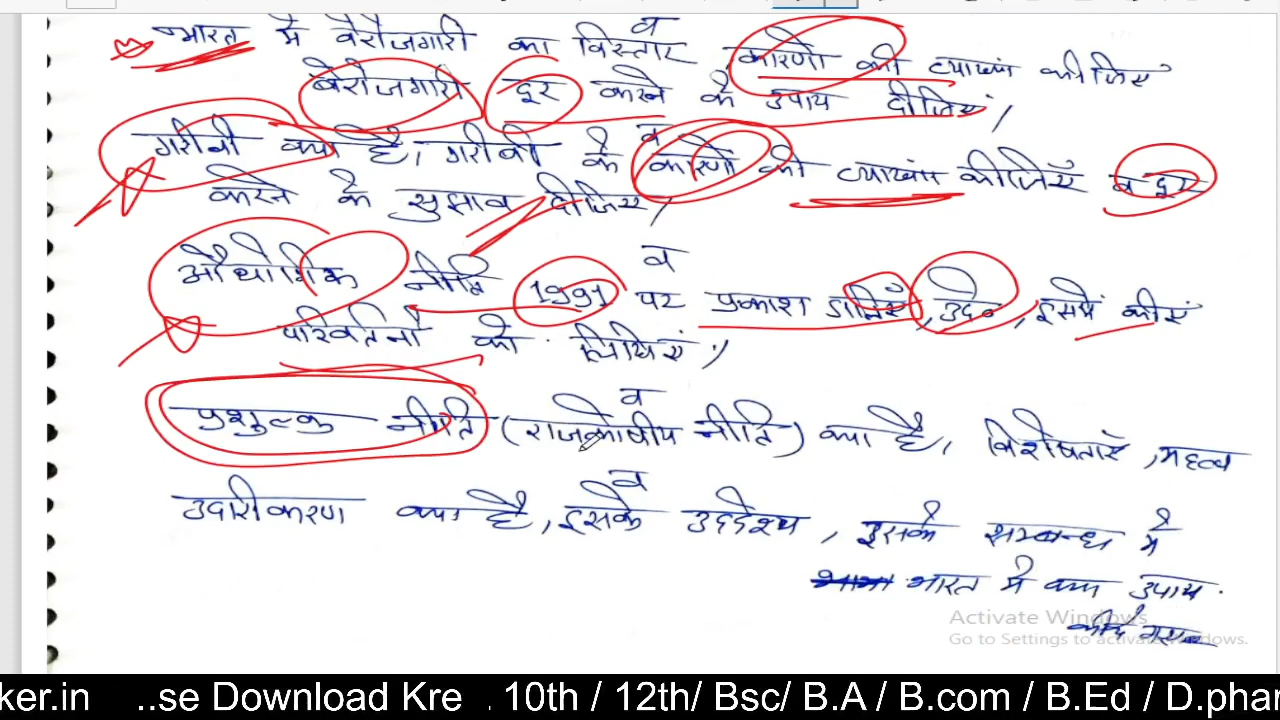 व
भारत में बेरोजगारी का विस्तार, कारणो की व्याख्या कीजिएं
बेरोजगारी दूर करने के उपाय दीजिएं,
व
गरीबी क्या है, गरीबी के कारणो की व्याख्यां कीजिएँ व दूर
करने के सुझाव दीजिए,
व
औधोगिक नीति 1991 पर प्रकाश डालिएं, उद्देश्य, इसमें कीएं
परिवर्तिनों को लिखिएं,
व
प्रशुल्क नीति (राजकोषीय नीति) क्या है, विशेषताएं, महत्व
व
उदारीकरण क्या है, इसके उद्देश्य, इसके सम्बन्ध में
भारत में क्या उपाय
Activate Windows
Go to Settings to activate Windows.
ker.in ..se Download Kre . 10th / 12th/ Bsc/ B.A / B.com / B.Ed / D.phar